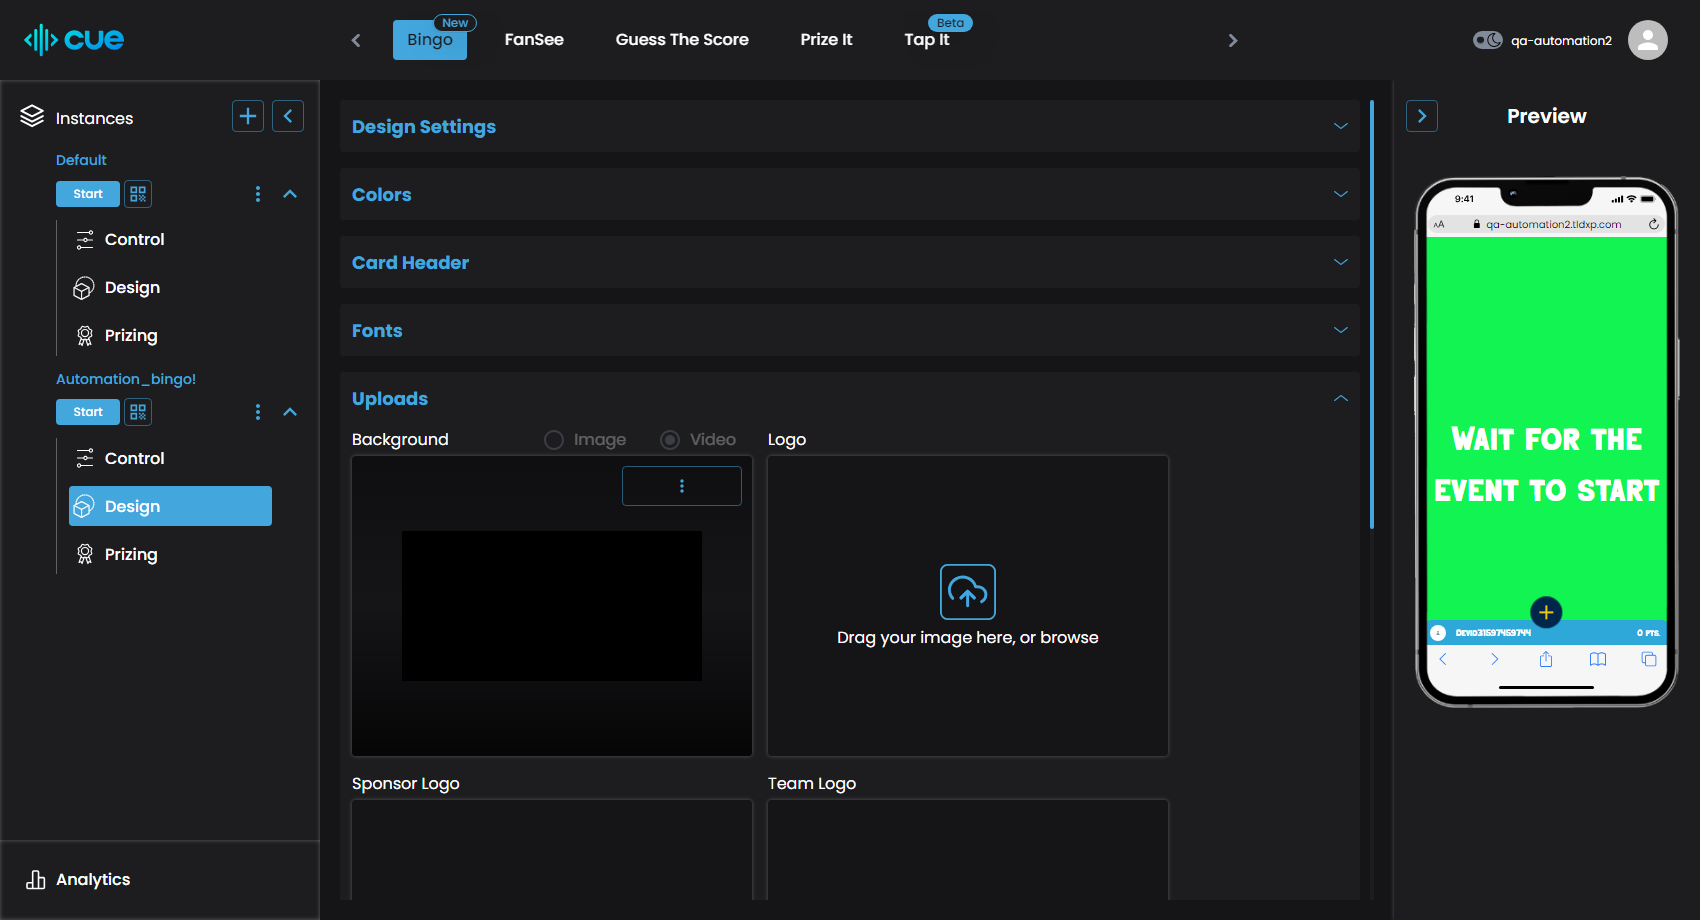 cue
New
Bingo
FanSee
Guess The Score
Prize It
Beta
Tap It
qa-automation2
Instances
Default
Start
Control
Design
Prizing
Automation_bingo!
Start
Control
Design
Prizing
Analytics
Design Settings
Colors
Card Header
Fonts
Uploads
Background
Image
Video
Logo
Drag your image here, or browse
Sponsor Logo
Team Logo
Preview
9:41
AA
qa-automation2.tldxp.com
WAIT FOR THE
EVENT TO START
0 PTS.